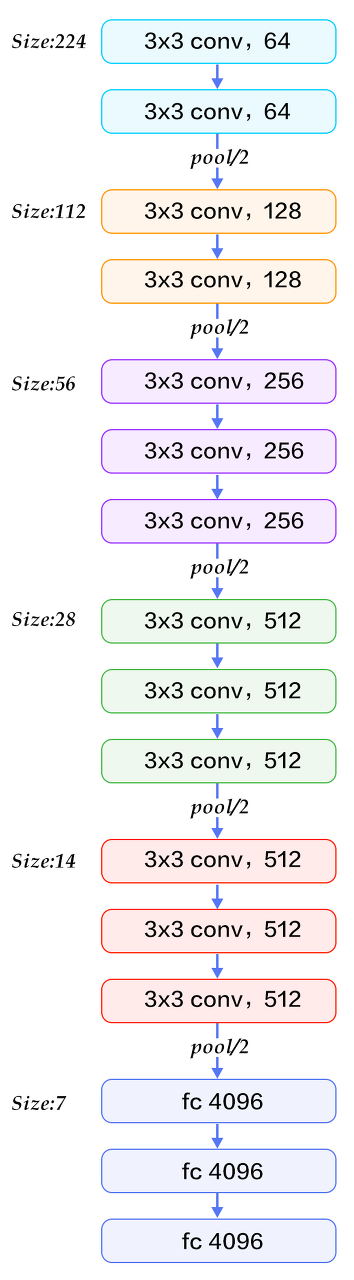 Size:224
3x3 conv, 64
3x3 conv, 64
pool/2
Size:112
3x3 conv, 128
3x3 conv, 128
pool/2
Size:56
3x3 conv, 256
3x3 conv, 256
3x3 conv, 256
pool/2
Size:28
3x3 conv, 512
3x3 conv, 512
3x3 conv, 512
pool/2
Size:14
3x3 conv, 512
3x3 conv, 512
3x3 conv, 512
pool/2
Size:7
fc 4096
fc 4096
fc 4096